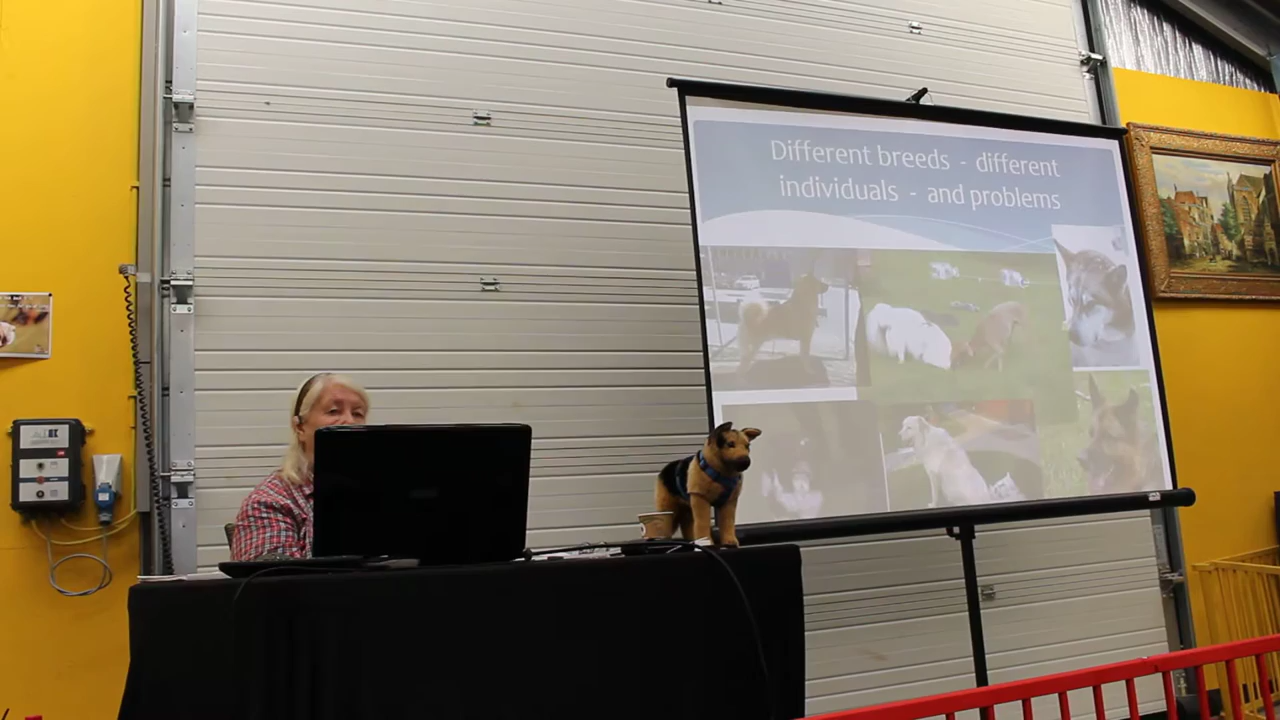 Different breeds - different
individuals - and problems